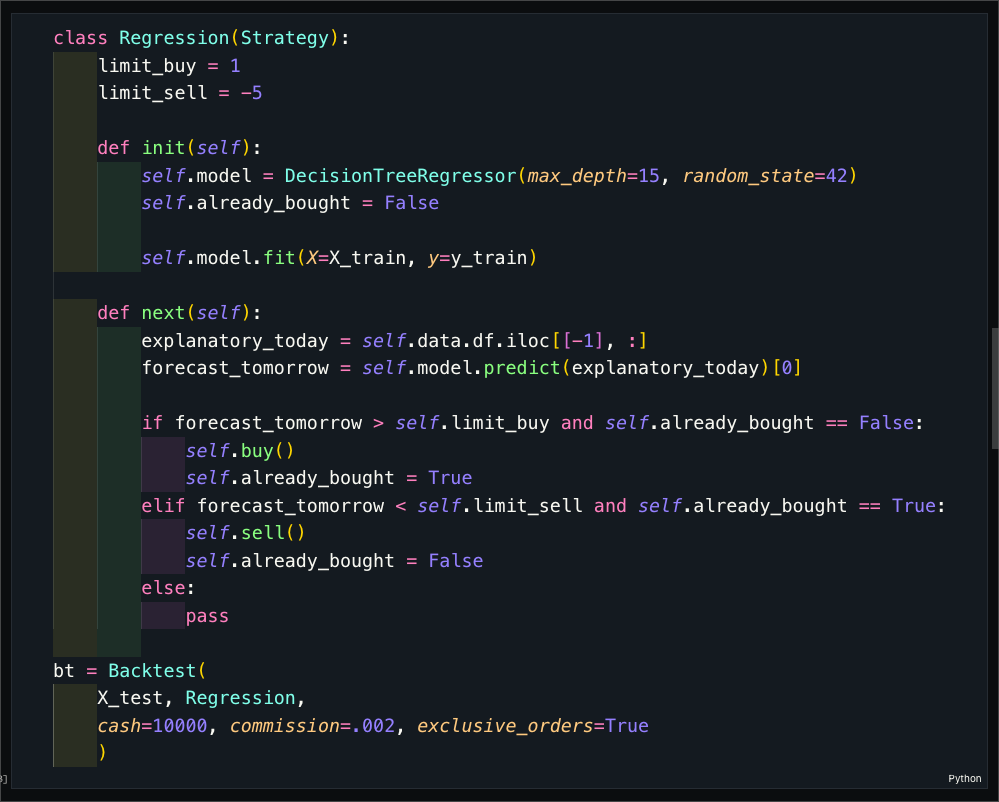 class Regression(Strategy):
    limit_buy = 1
    limit_sell = -5

    def init(self):
        self.model = DecisionTreeRegressor(max_depth=15, random_state=42)
        self.already_bought = False

        self.model.fit(X=X_train, y=y_train)

    def next(self):
        explanatory_today = self.data.df.iloc[[-1], :]
        forecast_tomorrow = self.model.predict(explanatory_today)[0]

        if forecast_tomorrow > self.limit_buy and self.already_bought == False:
            self.buy()
            self.already_bought = True
        elif forecast_tomorrow < self.limit_sell and self.already_bought == True:
            self.sell()
            self.already_bought = False
        else:
            pass

bt = Backtest(
    X_test, Regression,
    cash=10000, commission=.002, exclusive_orders=True
    )
Python